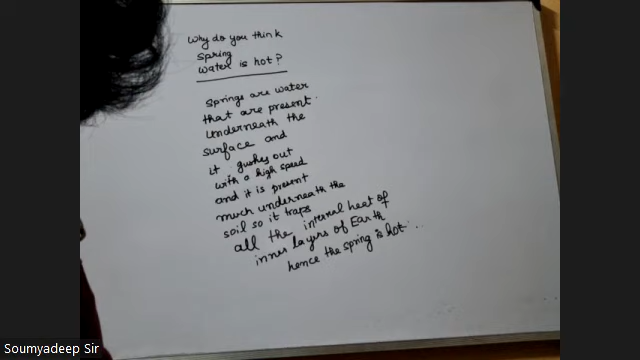 Why do you think
Spring
Water is hot?
Springs are water
that are present.
Underneath the
surface and
it gushes out
with a high speed
and it is present
much underneath the
soil so it traps
all the internal heat of
inner layers of Earth
hence the spring is hot...
Soumyadeep Sir